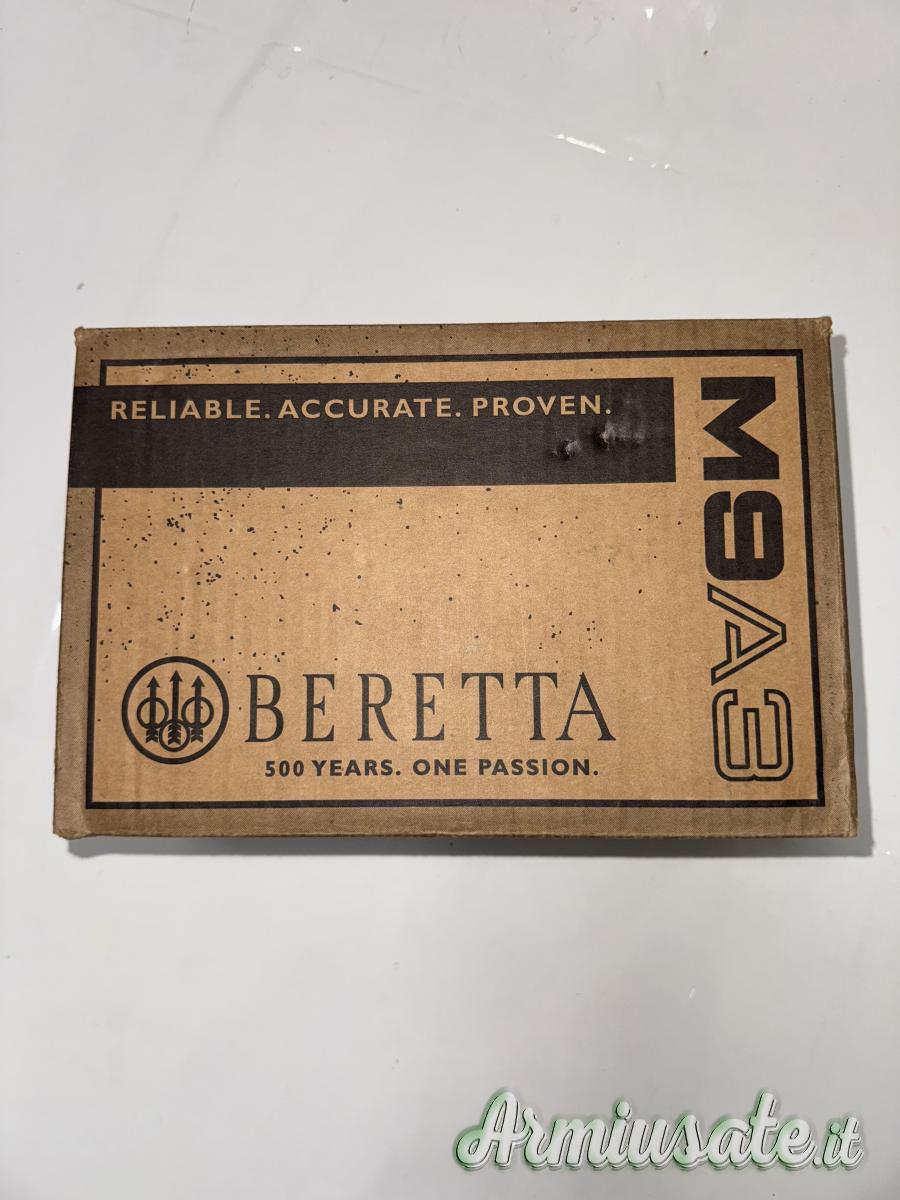 RELIABLE. ACCURATE. PROVEN.
M9A3
BERETTA
500 YEARS. ONE PASSION.
Armiusate.it